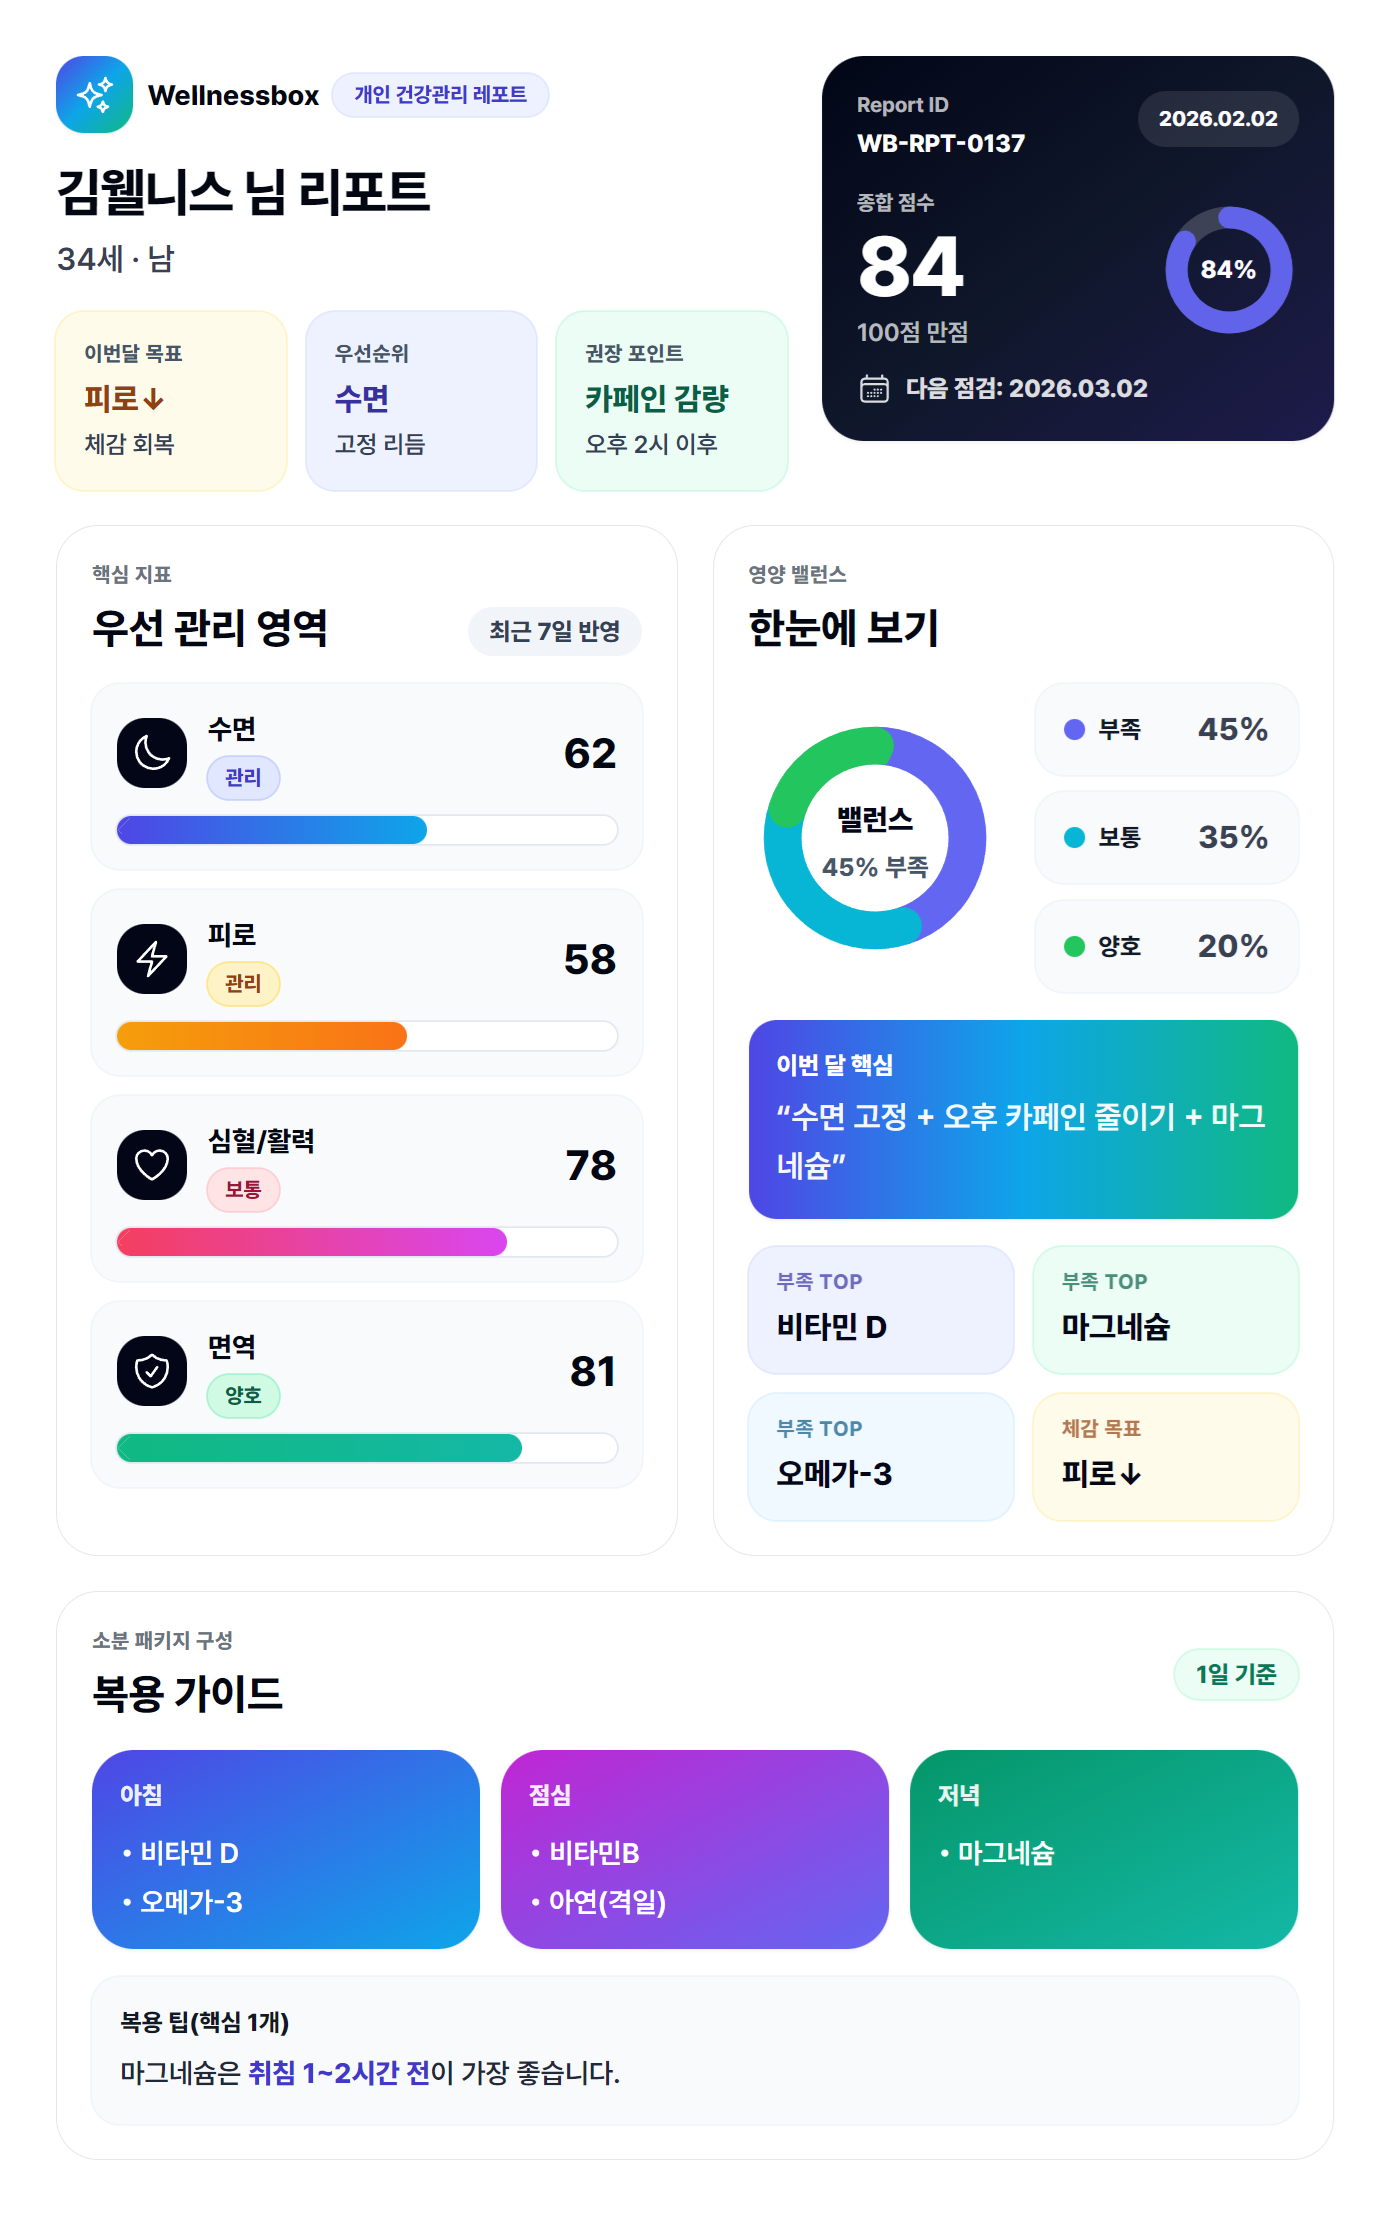 Wellnessbox
개인 건강관리 레포트
김웰니스 님 리포트
34세 · 남
이번달 목표
피로↓
체감 회복
우선순위
수면
고정 리듬
권장 포인트
카페인 감량
오후 2시 이후
Report ID
WB-RPT-0137
2026.02.02
종합 점수
84
100점 만점
84%
다음 점검: 2026.03.02
핵심 지표
우선 관리 영역
최근 7일 반영
수면
관리
62
피로
관리
58
심혈/활력
보통
78
면역
양호
81
영양 밸런스
한눈에 보기
밸런스
45% 부족
부족 45%
보통 35%
양호 20%
이번 달 핵심
“수면 고정 + 오후 카페인 줄이기 + 마그
네슘”
부족 TOP
비타민 D
부족 TOP
마그네슘
부족 TOP
오메가-3
체감 목표
피로↓
소분 패키지 구성
복용 가이드
1일 기준
아침
• 비타민 D
• 오메가-3
점심
• 비타민B
• 아연(격일)
저녁
• 마그네슘
복용 팁(핵심 1개)
마그네슘은 취침 1~2시간 전이 가장 좋습니다.